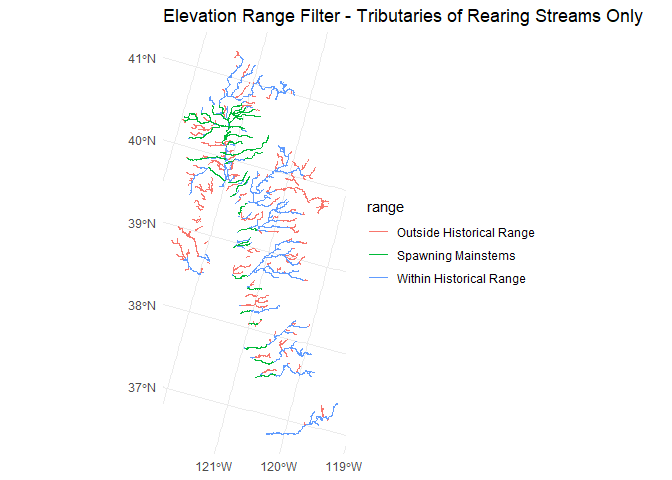 Elevation Range Filter - Tributaries of Rearing Streams Only
41°N
40°N
39°N
38°N
37°N
121°W
120°W
119°W
range
Outside Historical Range
Spawning Mainstems
Within Historical Range